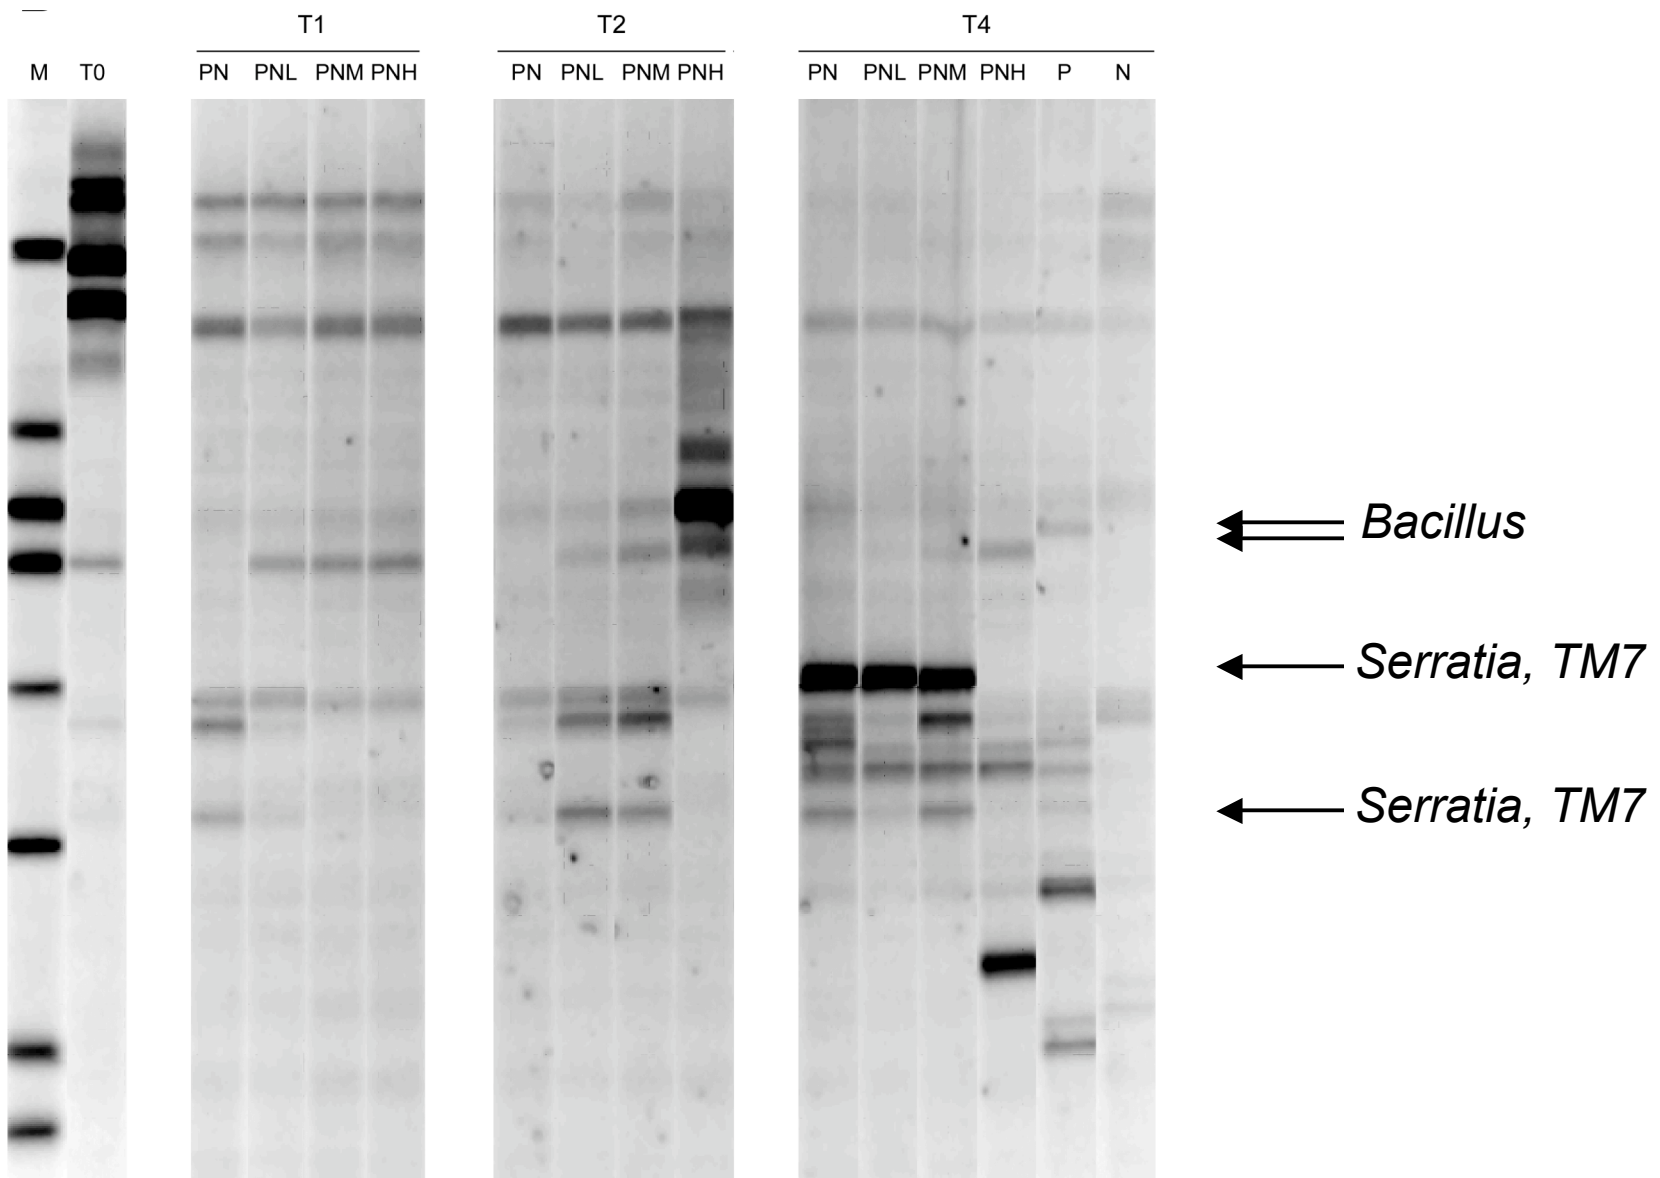 T1 T2 T4
M T0 PN PNL PNM PNH PN PNL PNM PNH PN PNL PNM PNH P N
Bacillus
Serratia, TM7
Serratia, TM7